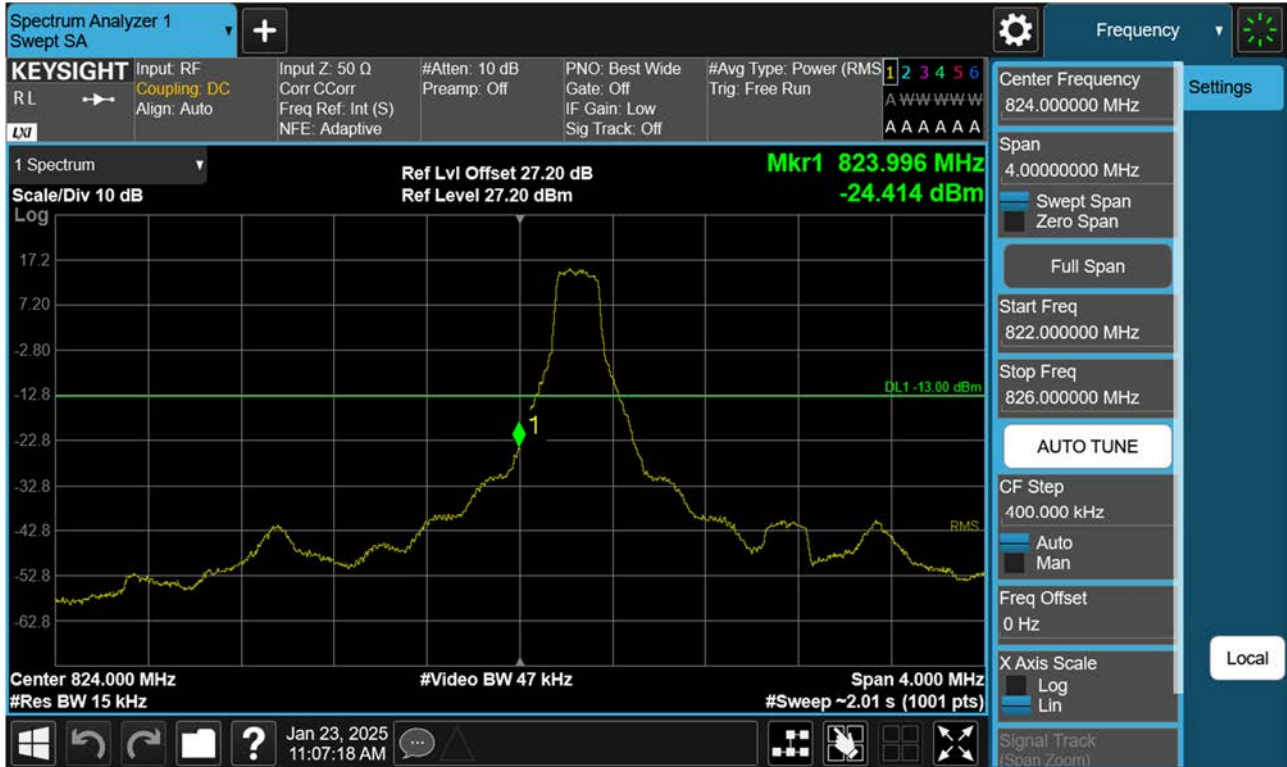 Spectrum Analyzer 1
Swept SA
Frequency
KEYSIGHT
RL
LXI
Input: RF
Coupling: DC
Align: Auto
Input Z: 50 Ω
Corr CCorr
Freq Ref: Int (S)
NFE: Adaptive
#Atten: 10 dB
Preamp: Off
PNO: Best Wide
Gate: Off
IF Gain: Low
Sig Track: Off
#Avg Type: Power (RMS
Trig: Free Run
1 2 3 4 5 6
A W W W W W
A A A A A A
1 Spectrum
Scale/Div 10 dB
Log
Ref Lvl Offset 27.20 dB
Ref Level 27.20 dBm
Mkr1 823.996 MHz
-24.414 dBm
17.2
7.20
-2.80
-12.8
-22.8
-32.8
-42.8
-52.8
-62.8
DL1 -13.00 dBm
1
RMS
Center 824.000 MHz
#Res BW 15 kHz
#Video BW 47 kHz
Span 4.000 MHz
#Sweep ~2.01 s (1001 pts)
Center Frequency
824.000000 MHz
Span
4.00000000 MHz
Swept Span
Zero Span
Full Span
Start Freq
822.000000 MHz
Stop Freq
826.000000 MHz
AUTO TUNE
CF Step
400.000 kHz
Auto
Man
Freq Offset
0 Hz
X Axis Scale
Log
Lin
Signal Track
(Span Zoom)
Settings
Local
?
Jan 23, 2025
11:07:18 AM